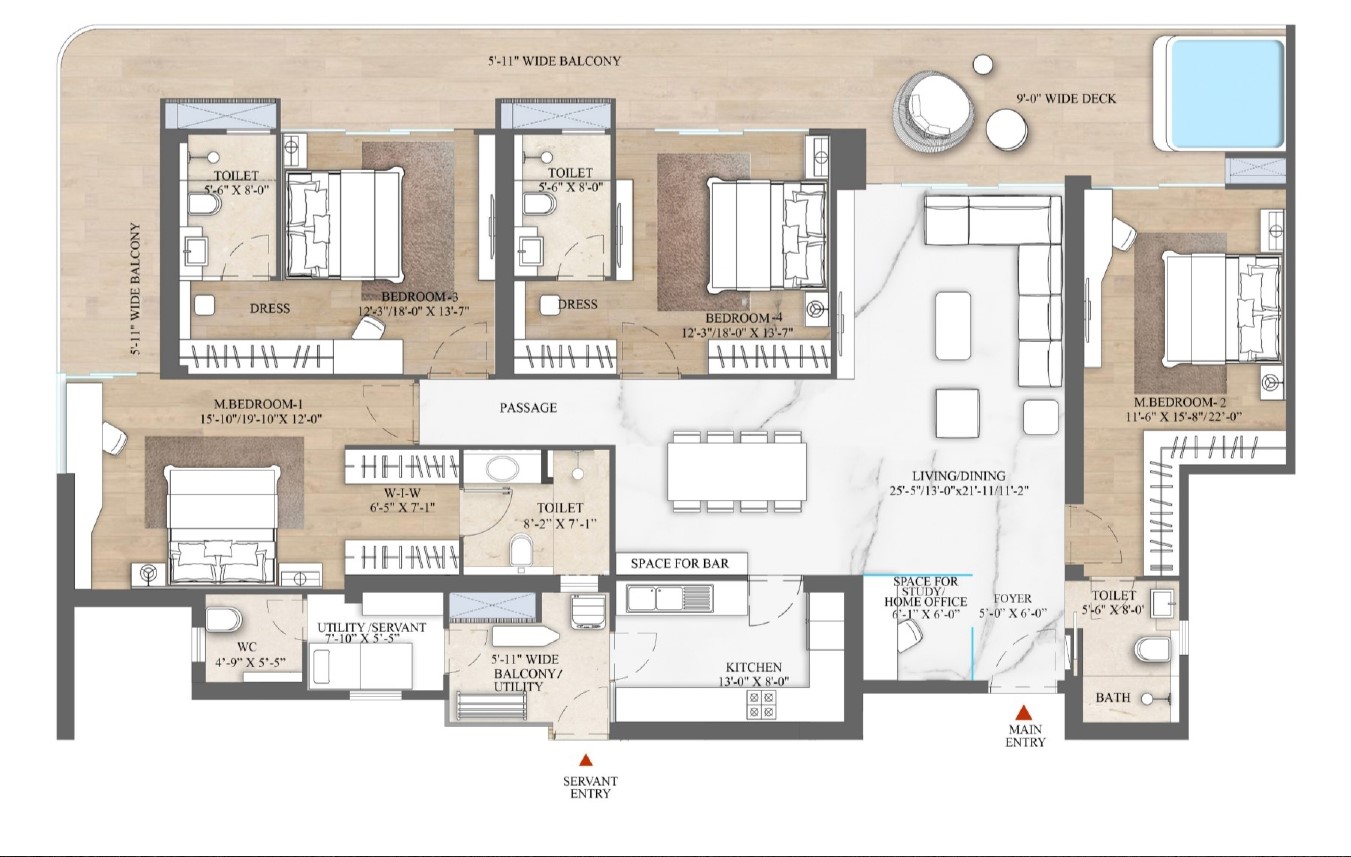 5'-11" WIDE BALCONY
9'-0" WIDE DECK
TOILET
5'-6" X 8'-0"
TOILET
5'-6" X 8'-0"
5'-11" WIDE BALCONY
DRESS
BEDROOM-3
12'-3"/18'-0" X 13'-7"
DRESS
BEDROOM-4
12'-3"/18'-0" X 13'-7"
M.BEDROOM-1
15'-10"/19'-10"X 12'-0"
PASSAGE
M.BEDROOM- 2
11'-6" X 15'-8"/22'-0"
W-I-W
6'-5" X 7'-1"
TOILET
8'-2" X 7'-1"
LIVING/DINING
25'-5"/13'-0"x21'-11/11'-2"
SPACE FOR BAR
SPACE FOR
STUDY/
HOME OFFICE
6'-1" X 6'-0"
FOYER
5'-0" X 6'-0"
TOILET
5'-6" X 8'-0'
UTILITY /SERVANT
7'-10" X 5'-5"
WC
4'-9" X 5'-5"
5'-11" WIDE
BALCONY/
UTILITY
KITCHEN
13'-0" X 8'-0"
BATH
MAIN
ENTRY
SERVANT
ENTRY